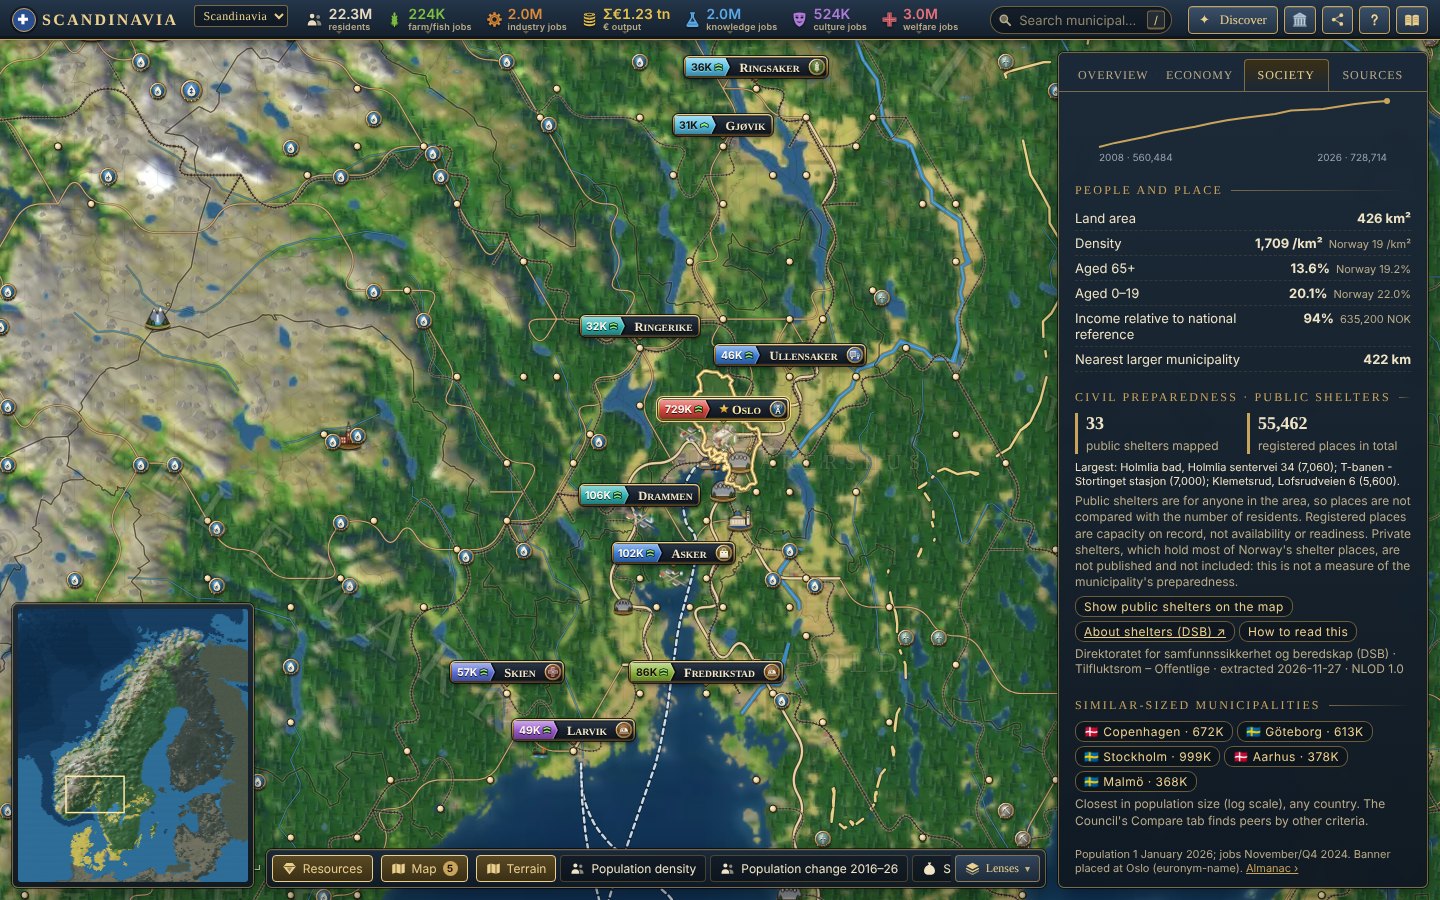 SCANDINAVIA
Scandinavia
22.3M residents
224K farm/fish jobs
2.0M industry jobs
Σ€1.23 tn € output
2.0M knowledge jobs
524K culture jobs
3.0M welfare jobs
Search municipal... /
Discover
?
OVERVIEW ECONOMY SOCIETY SOURCES
2008 · 560,484 2026 · 728,714
PEOPLE AND PLACE
Land area 426 km²
Density 1,709 /km² Norway 19 /km²
Aged 65+ 13.6% Norway 19.2%
Aged 0–19 20.1% Norway 22.0%
Income relative to national reference 94% 635,200 NOK
Nearest larger municipality 422 km
CIVIL PREPAREDNESS · PUBLIC SHELTERS
33 55,462
public shelters mapped registered places in total
Largest: Holmlia bad, Holmlia sentervei 34 (7,060); T-banen -
Stortinget stasjon (7,000); Klemetsrud, Lofsrudveien 6 (5,600).
Public shelters are for anyone in the area, so places are not
compared with the number of residents. Registered places
are capacity on record, not availability or readiness. Private
shelters, which hold most of Norway's shelter places, are
not published and not included: this is not a measure of the
municipality's preparedness.
Show public shelters on the map
About shelters (DSB) ↗ How to read this
Direktoratet for samfunnssikkerhet og beredskap (DSB) ·
Tilfluktsrom – Offentlige · extracted 2026-11-27 · NLOD 1.0
SIMILAR-SIZED MUNICIPALITIES
Copenhagen · 672K Göteborg · 613K
Stockholm · 999K Aarhus · 378K
Malmö · 368K
Closest in population size (log scale), any country. The
Council's Compare tab finds peers by other criteria.
Population 1 January 2026; jobs November/Q4 2024. Banner
placed at Oslo (euronym-name). Almanac ›
36K RINGSAKER
31K GJØVIK
32K RINGERIKE
46K ULLENSAKER
729K ★ OSLO
106K DRAMMEN
102K ASKER
57K SKIEN
86K FREDRIKSTAD
49K LARVIK
Resources
Map 5
Terrain
Population density
Population change 2016–26
S
Lenses ▾